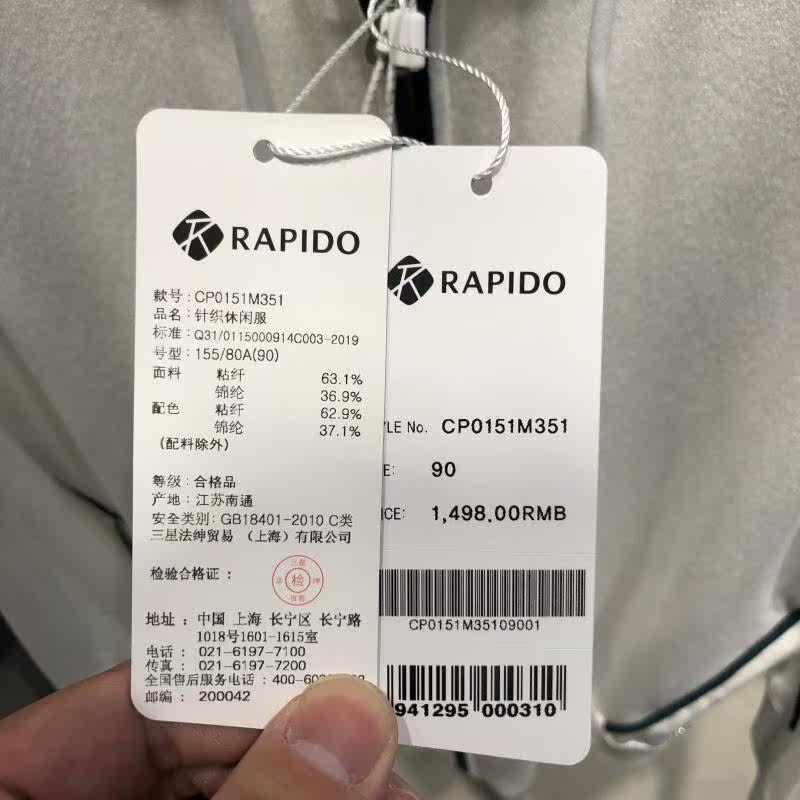 RAPIDO
款号:CP0151M351
品名:针织休闲服
标准:Q31/0115000914C003-2019
号型:155/80A(90)
面料 粘纤 63.1%
锦纶 36.9%
配色 粘纤 62.9%
锦纶 37.1%
(配料除外)
等级:合格品
产地:江苏南通
安全类别:GB18401-2010 C类
三星法绅贸易(上海)有限公司
检验合格证:
三星
检
贸易
地址:中国 上海 长宁区 长宁路
1018号1601-1615室
电话:021-6197-7100
传真:021-6197-7200
全国售后服务电话:400-60
邮编:200042
RAPIDO
LE No. CP0151M351
E: 90
CE: 1,498.00RMB
CP0151M35109001
941295 000310